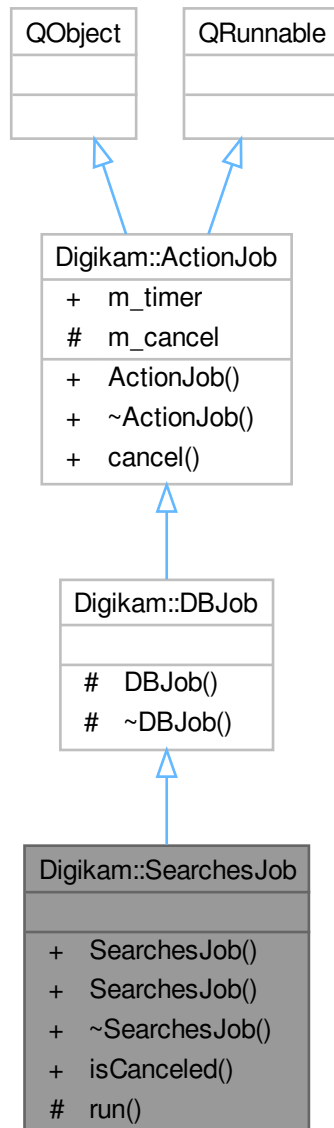 QObject
QRunnable
Digikam::ActionJob
+ m_timer
# m_cancel
+ ActionJob()
+ ~ActionJob()
+ cancel()
Digikam::DBJob
# DBJob()
# ~DBJob()
Digikam::SearchesJob
+ SearchesJob()
+ SearchesJob()
+ ~SearchesJob()
+ isCanceled()
# run()